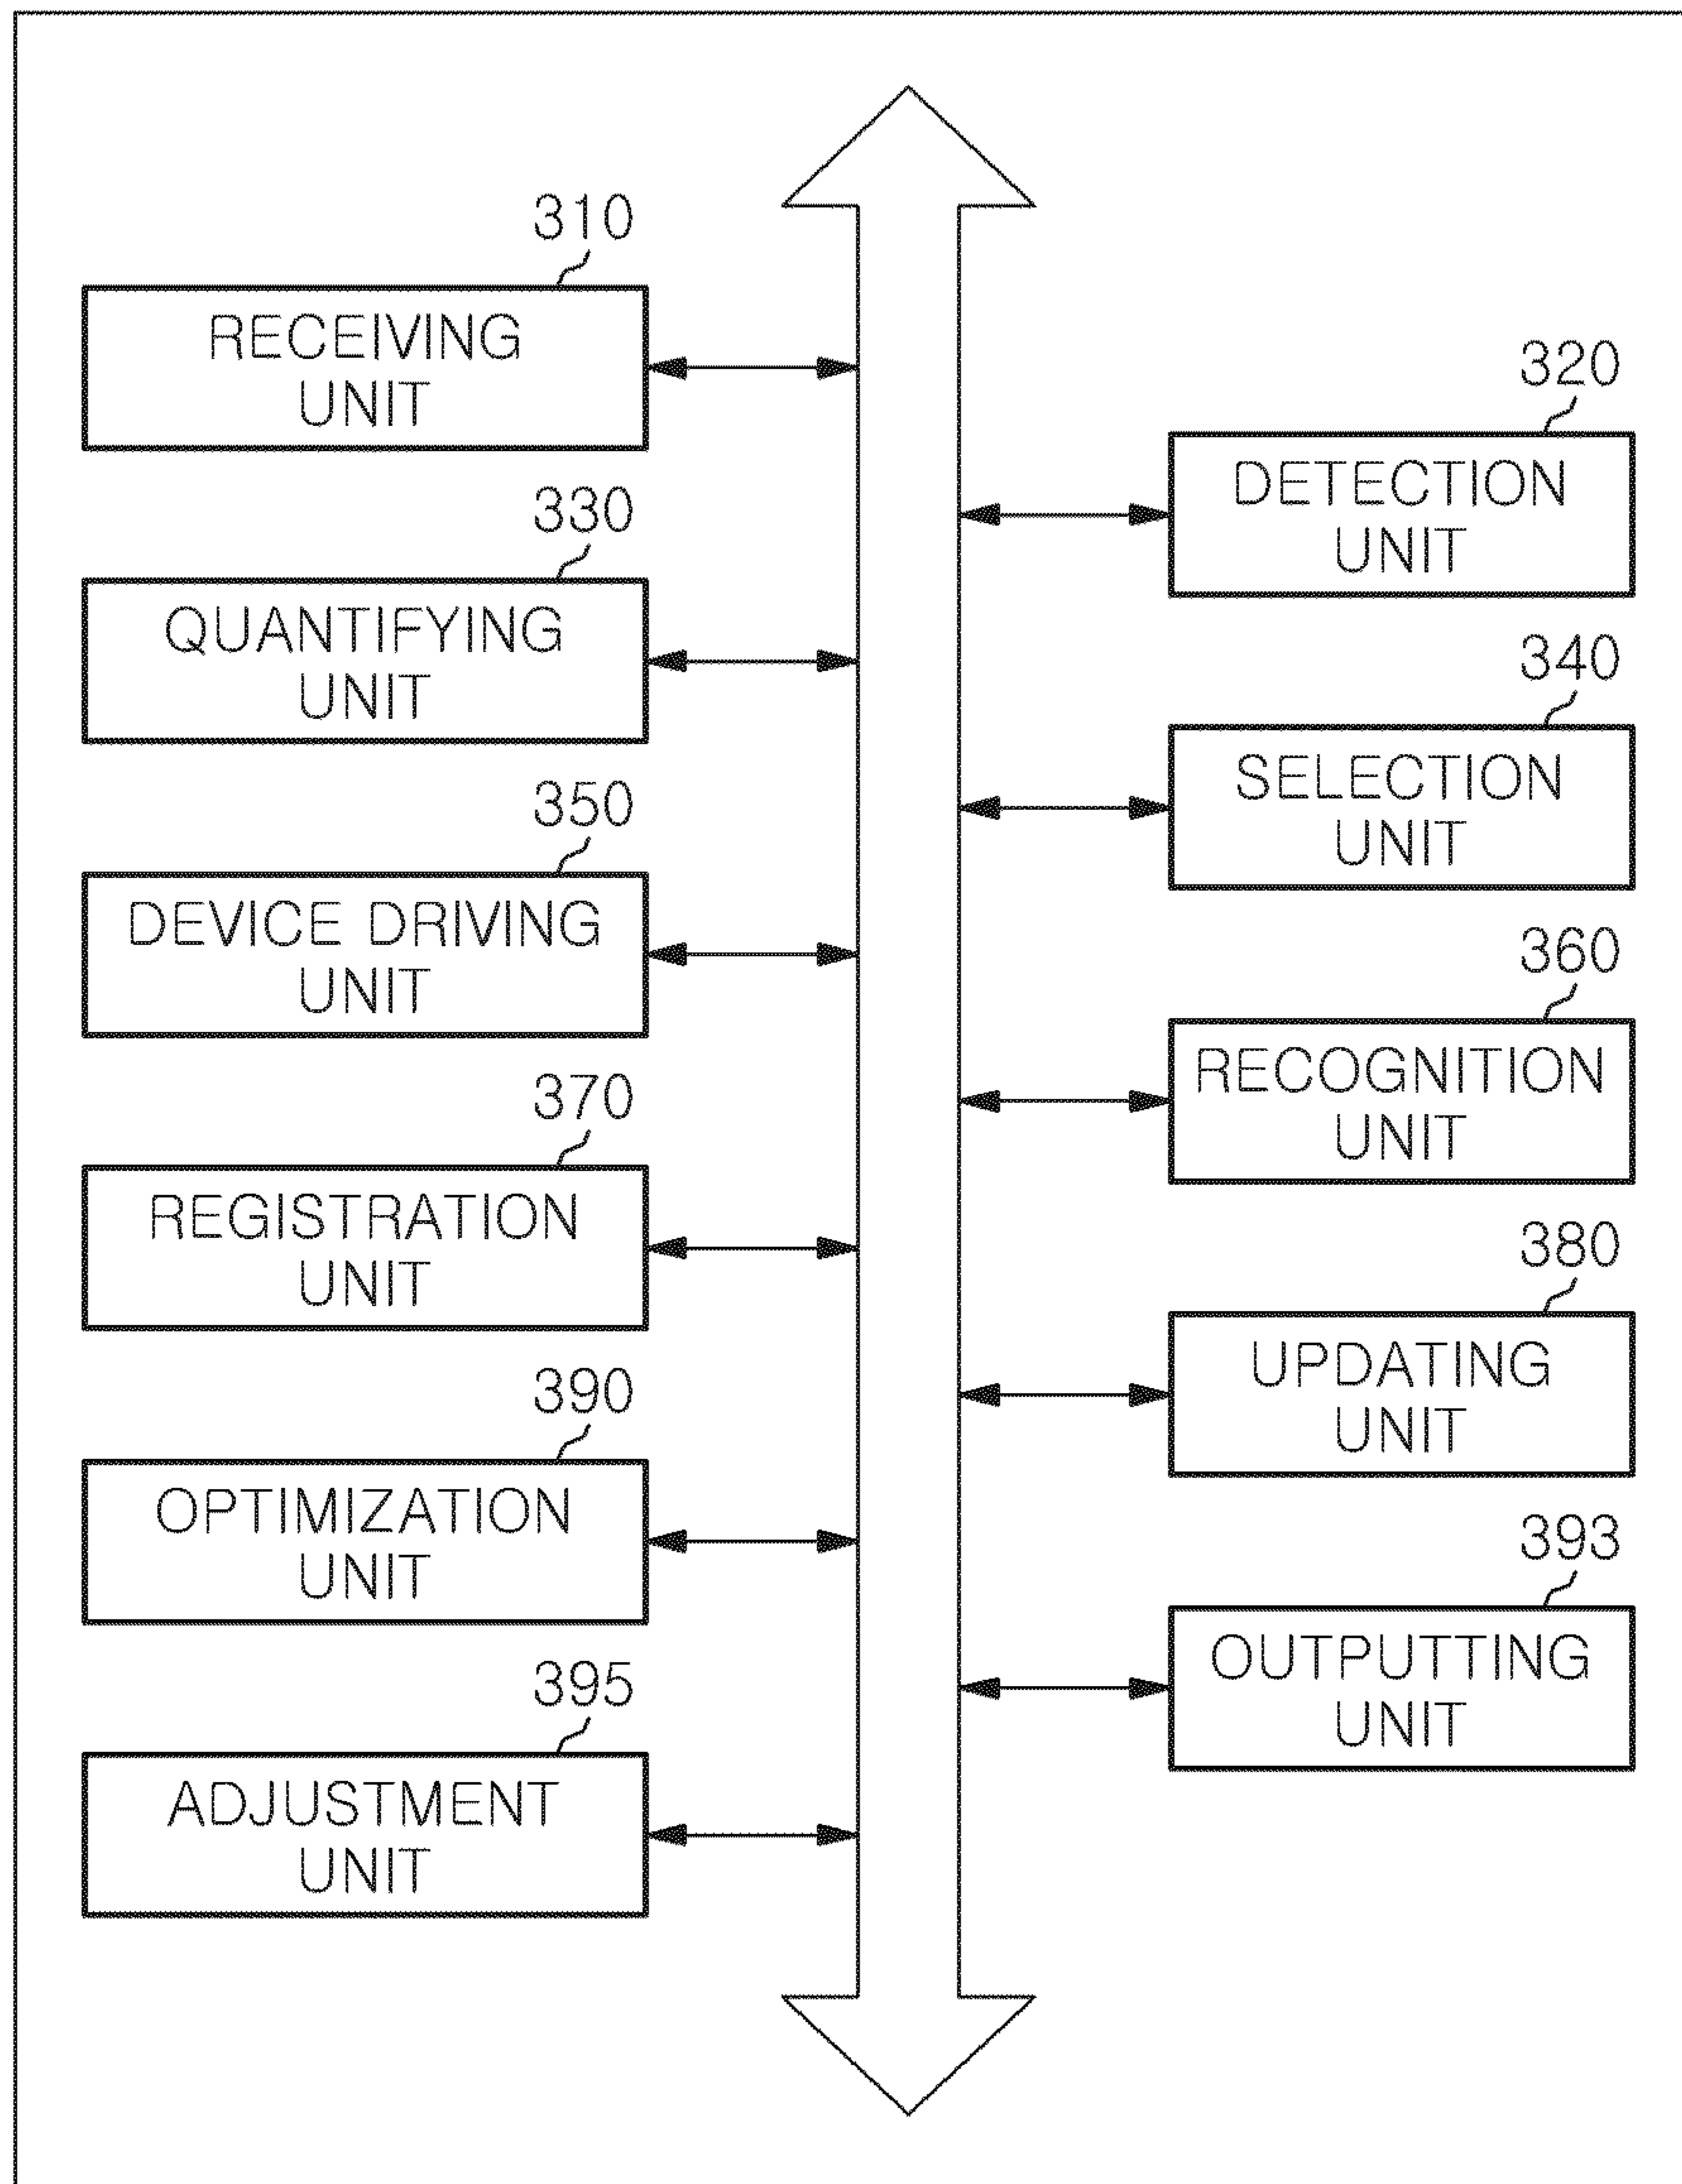 310
RECEIVING
UNIT
320
DETECTION
UNIT
330
QUANTIFYING
UNIT
340
SELECTION
UNIT
350
DEVICE DRIVING
UNIT
360
RECOGNITION
UNIT
370
REGISTRATION
UNIT
380
UPDATING
UNIT
390
OPTIMIZATION
UNIT
393
OUTPUTTING
UNIT
395
ADJUSTMENT
UNIT